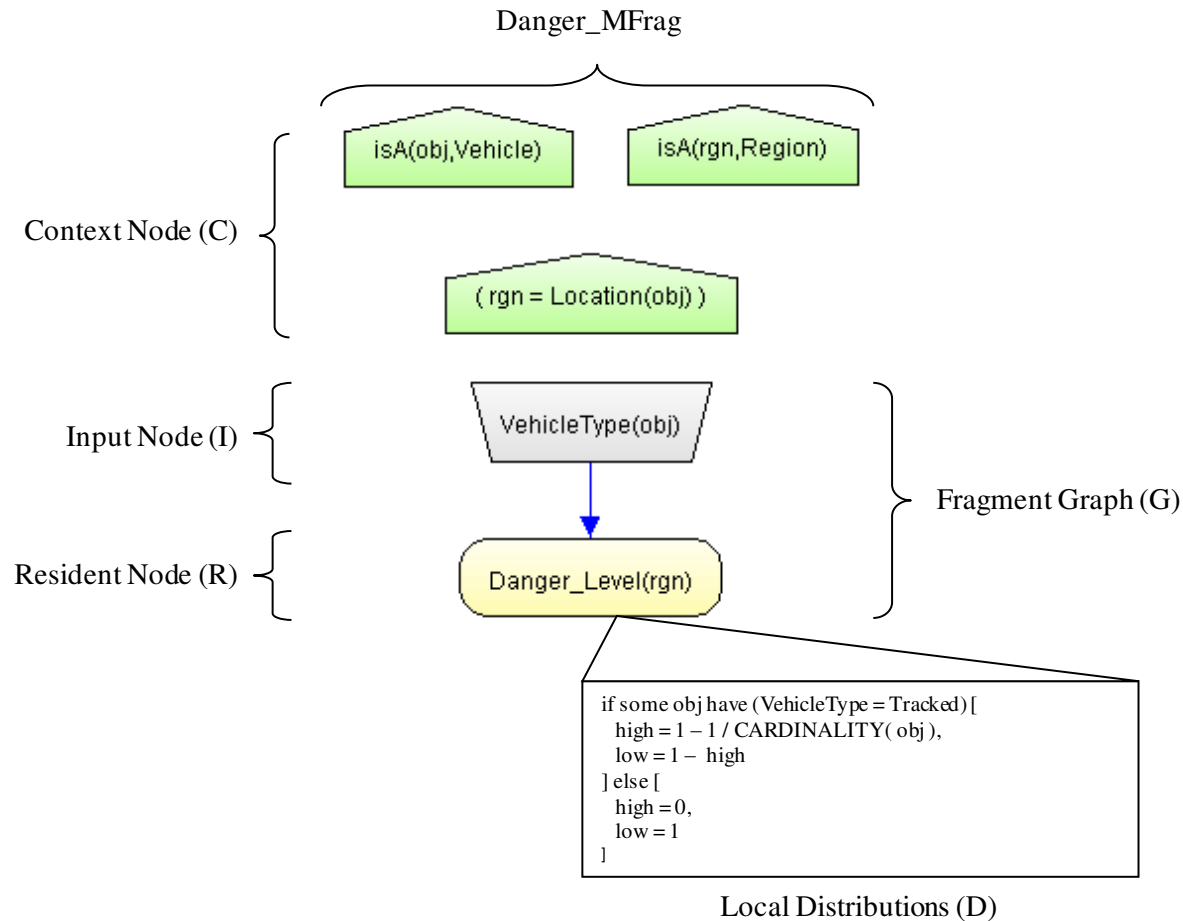 Danger_MFrag
isA(obj,Vehicle)
isA(rgn,Region)
Context Node (C)
( rgn = Location(obj) )
Input Node (I)
VehicleType(obj)
Fragment Graph (G)
Resident Node (R)
Danger_Level(rgn)
if some obj have (VehicleType = Tracked) [
high = 1 – 1 / CARDINALITY( obj ),
low = 1 – high
] else [
high = 0,
low = 1
]
Local Distributions (D)